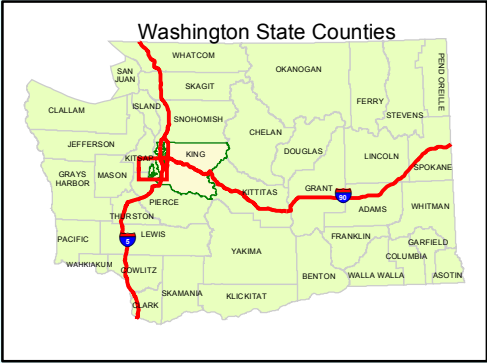 Washington State Counties
WHATCOM
OKANOGAN
PEND OREILLE
SAN
JUAN
SKAGIT
FERRY
STEVENS
ISLAND
CLALLAM
SNOHOMISH
CHELAN
JEFFERSON
DOUGLAS
LINCOLN
KITSAP
KING
SPOKANE
GRAYS
HARBOR
MASON
KITTITAS
GRANT
90
PIERCE
ADAMS
WHITMAN
THURSTON
PACIFIC
5
LEWIS
FRANKLIN
GARFIELD
YAKIMA
COLUMBIA
WAHKIAKUM
COWLITZ
BENTON
WALLA WALLA
ASOTIN
SKAMANIA
KLICKITAT
CLARK